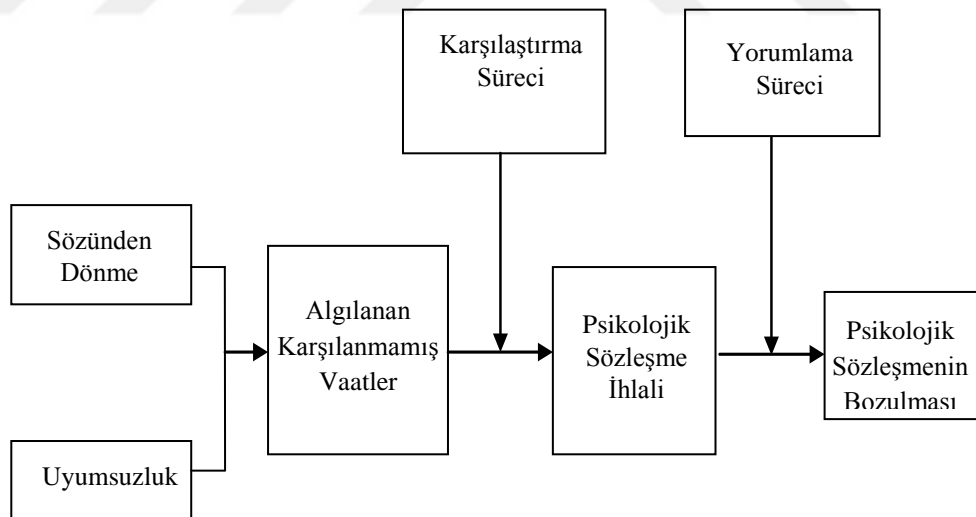 Karşılaştırma
Süreci
Yorumlama
Süreci
Sözünden
Dönme
Algılanan
Karşılanmamış
Vaatler
Psikolojik
Sözleşme
İhlali
Psikolojik
Sözleşmenin
Bozulması
Uyumsuzluk